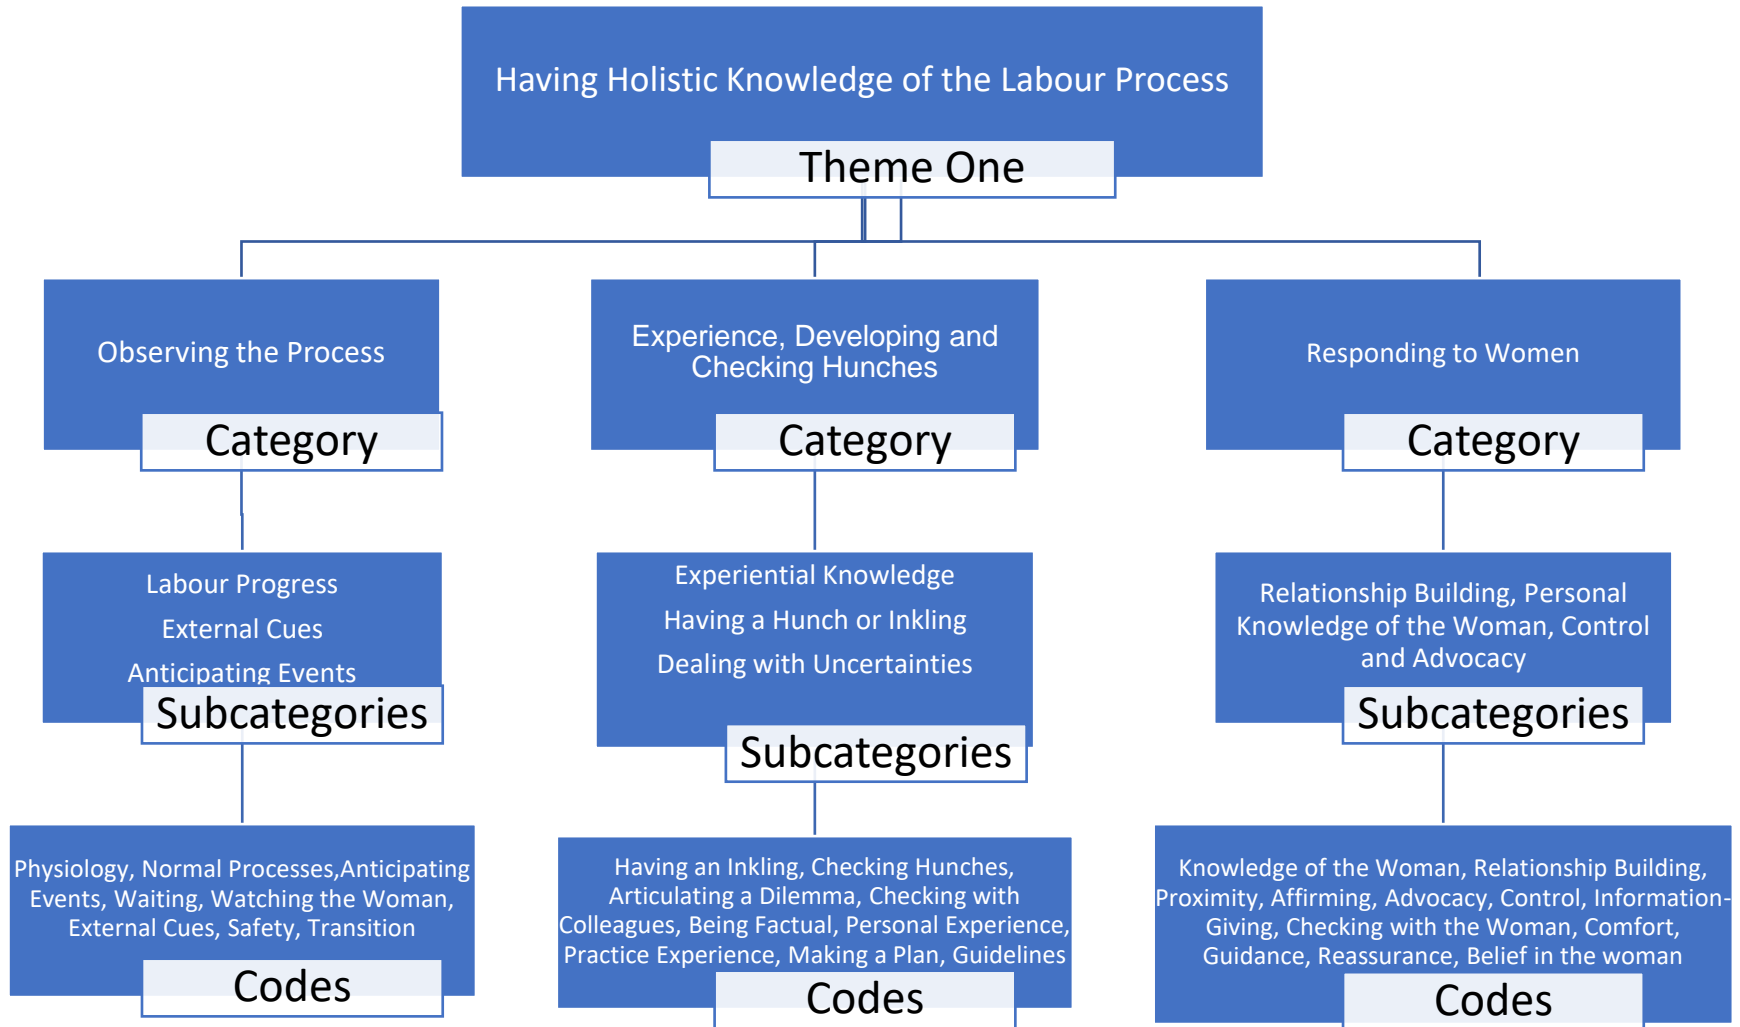 Having Holistic Knowledge of the Labour Process
Theme One
Observing the Process
Category
Experience, Developing and
Checking Hunches
Category
Responding to Women
Category
Labour Progress
External Cues
Anticipating Events
Subcategories
Experiential Knowledge
Having a Hunch or Inkling
Dealing with Uncertainties
Subcategories
Relationship Building, Personal
Knowledge of the Woman, Control
and Advocacy
Subcategories
Physiology, Normal Processes,Anticipating
Events, Waiting, Watching the Woman,
External Cues, Safety, Transition
Codes
Having an Inkling, Checking Hunches,
Articulating a Dilemma, Checking with
Colleagues, Being Factual, Personal Experience,
Practice Experience, Making a Plan, Guidelines
Codes
Knowledge of the Woman, Relationship Building,
Proximity, Affirming, Advocacy, Control, Information-
Giving, Checking with the Woman, Comfort,
Guidance, Reassurance, Belief in the woman
Codes